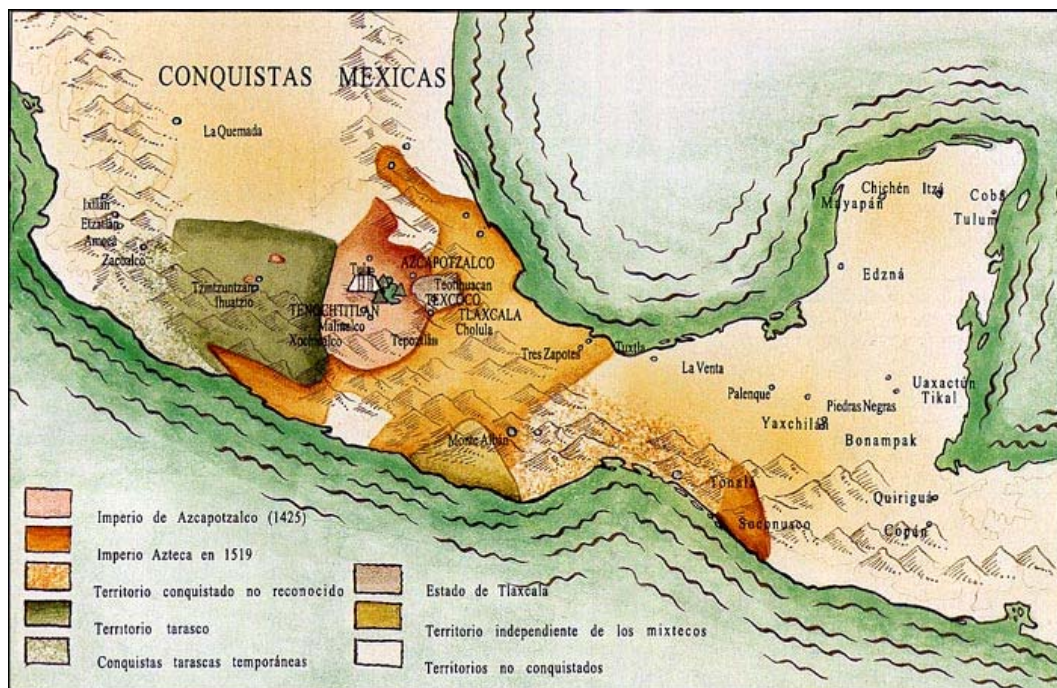 CONQUISTAS MEXICAS
La Quemada
Ixtlán
Etzatlán
Ameca
Zacoalco
Tzintzuntzan
Ihuatzio
Tula
AZCAPOTZALCO
Teotihuacan
TENOCHTITLAN
TEXCOCO
Malinalco
TLAXCALA
Xochicalco
Cholula
Tepoztlán
Tres Zapotes
Tuxtla
La Venta
Monte Albán
Chichén Itzá
Mayapán
Cobá
Tulum
Edzná
Palenque
Uaxactún
Tikal
Piedras Negras
Yaxchilán
Bonampak
Tonalá
Soconusco
Quiriguá
Copán
Imperio de Azcapotzalco (1425)
Imperio Azteca en 1519
Territorio conquistado no reconocido
Territorio tarasco
Conquistas tarascas temporáneas
Estado de Tlaxcala
Territorio independiente de los mixtecos
Territorios no conquistados